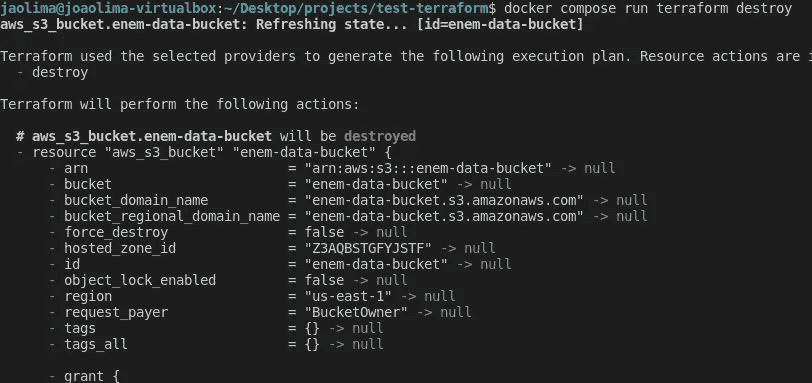 jaolima@joaolima-virtualbox:~/Desktop/projects/test-terraform$ docker compose run terraform destroy
aws_s3_bucket.enem-data-bucket: Refreshing state... [id=enem-data-bucket]
Terraform used the selected providers to generate the following execution plan. Resource actions are
- destroy
Terraform will perform the following actions:
# aws_s3_bucket.enem-data-bucket will be destroyed
- resource "aws_s3_bucket" "enem-data-bucket" {
- arn = "arn:aws:s3:::enem-data-bucket" -> null
- bucket = "enem-data-bucket" -> null
- bucket_domain_name = "enem-data-bucket.s3.amazonaws.com" -> null
- bucket_regional_domain_name = "enem-data-bucket.s3.amazonaws.com" -> null
- force_destroy = false -> null
- hosted_zone_id = "Z3AQBSTGFYJSTF" -> null
- id = "enem-data-bucket" -> null
- object_lock_enabled = false -> null
- region = "us-east-1" -> null
- request_payer = "BucketOwner" -> null
- tags = {} -> null
- tags_all = {} -> null
- grant {